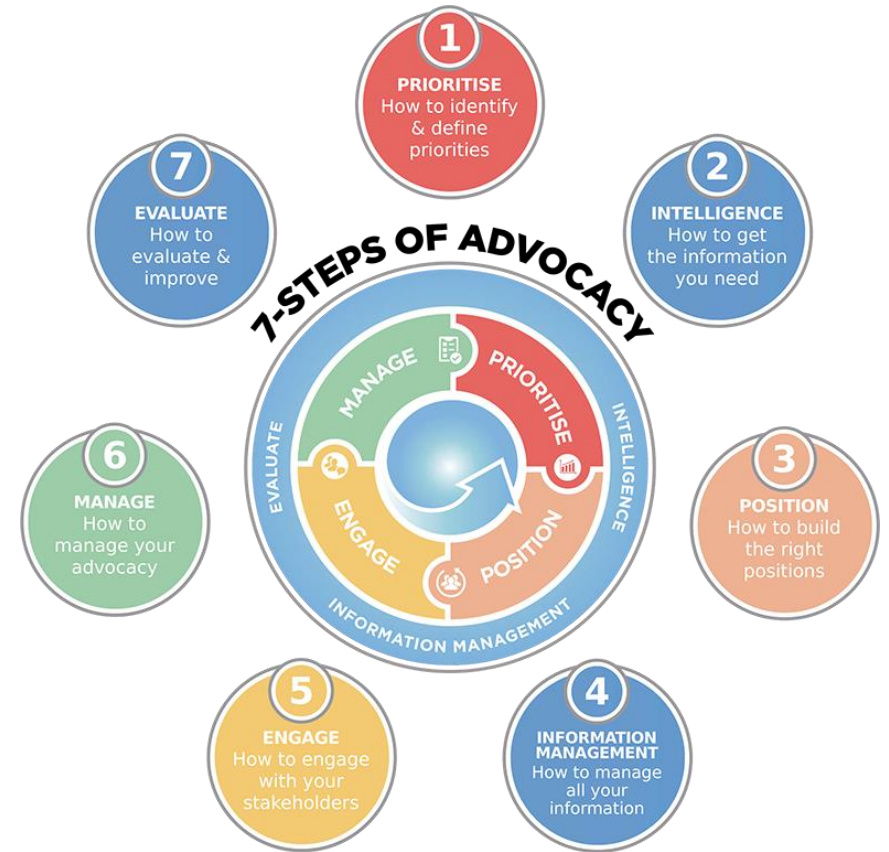 1
PRIORITISE
How to identify
& define
priorities
2
INTELLIGENCE
How to get
the information
you need
3
POSITION
How to build
the right
positions
4
INFORMATION
MANAGEMENT
How to manage
all your
information
5
ENGAGE
How to engage
with your
stakeholders
6
MANAGE
How to
manage your
advocacy
7
EVALUATE
How to
evaluate &
improve
7-STEPS OF ADVOCACY
MANAGE
PRIORITISE
POSITION
ENGAGE
EVALUATE
INTELLIGENCE
INFORMATION MANAGEMENT